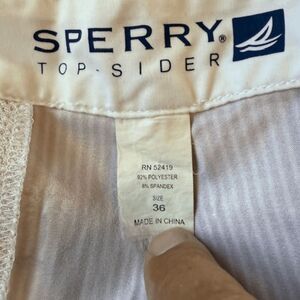 SPERRY®
TOP-SIDER
RN 52419
92% POLYESTER
8% SPANDEX
SIZE
36
MADE IN CHINA